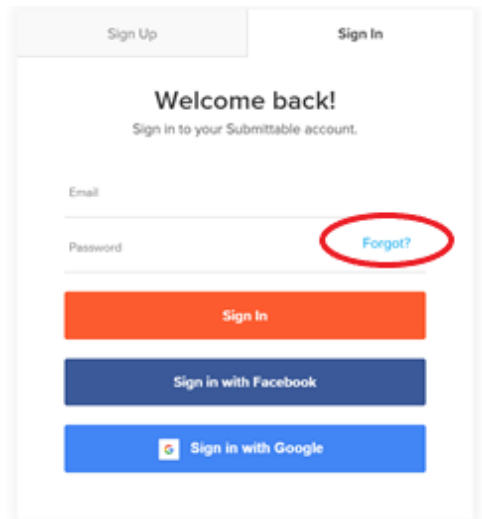 Sign Up
Sign In
Welcome back!
Sign in to your Submittable account.
Email
Password
Forgot?
Sign In
Sign in with Facebook
G Sign in with Google